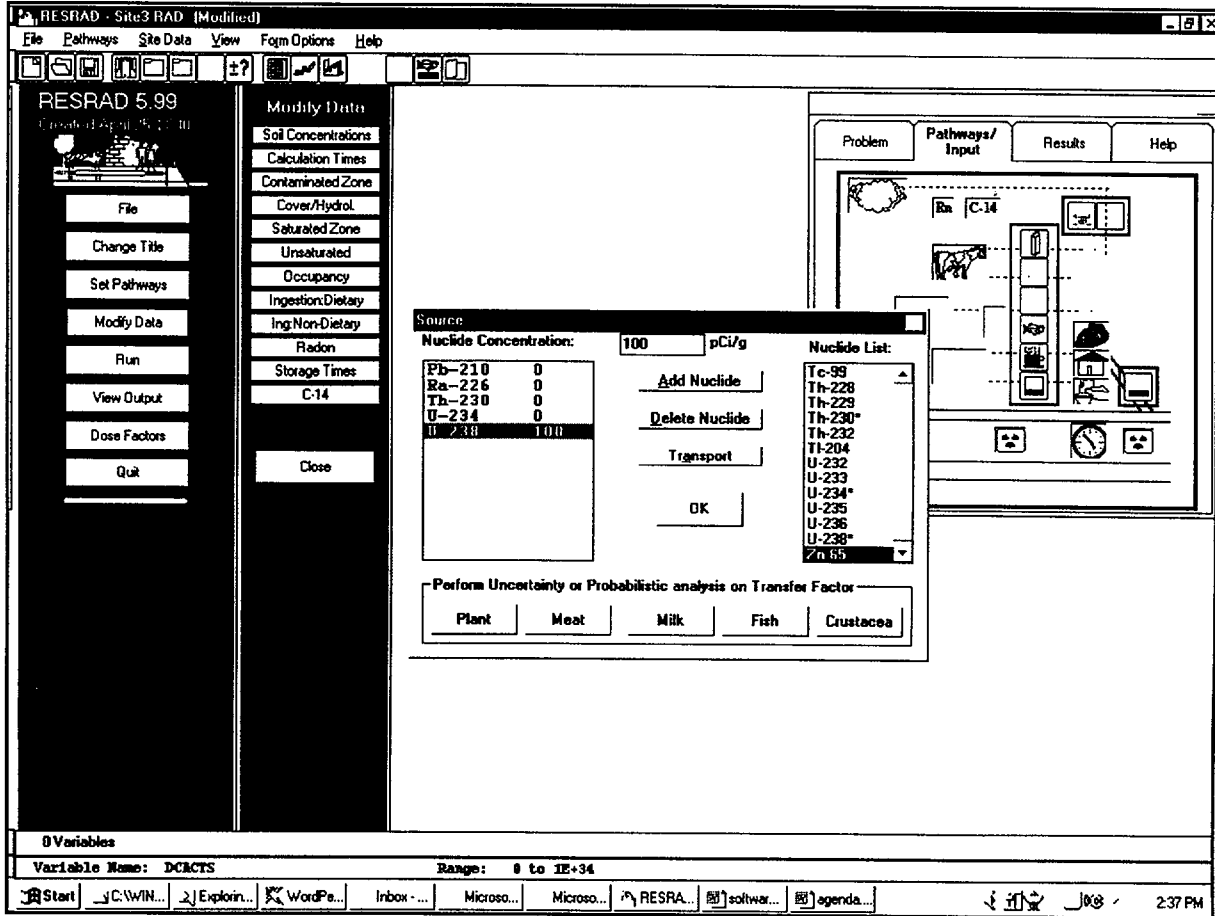 RESRAD - Site3 RAD (Modified)
File Pathways Site Data View Form Options Help
±?
RESRAD 5.99
Modify Data
File
Change Title
Set Pathways
Modify Data
Run
View Output
Dose Factors
Quit
Soil Concentrations
Calculation Times
Contaminated Zone
Cover/Hydrol.
Saturated Zone
Unsaturated
Occupancy
Ingestion:Dietary
Ing:Non-Dietary
Radon
Storage Times
C-14
Close
Problem
Pathways/
Input
Results
Help
Rn C-14
Source
Nuclide Concentration:
100 pCi/g
Nuclide List:
Pb-210 0
Ra-226 0
Th-230 0
U-234 0
U-238 100
Add Nuclide
Delete Nuclide
Transport
OK
Tc-99
Th-228
Th-229
Th-230*
Th-232
Tl-204
U-232
U-233
U-234*
U-235
U-236
U-238*
Zn-65
Perform Uncertainty or Probabilistic analysis on Transfer Factor
Plant Meat Milk Fish Crustacea
0 Variables
Variable Name: DCACTS Range: 0 to 1E+34
Start C:\WIN... Explorin... WordPe... Inbox - ... Microso... Microso... RESRA... softwar... agenda... 2:37 PM